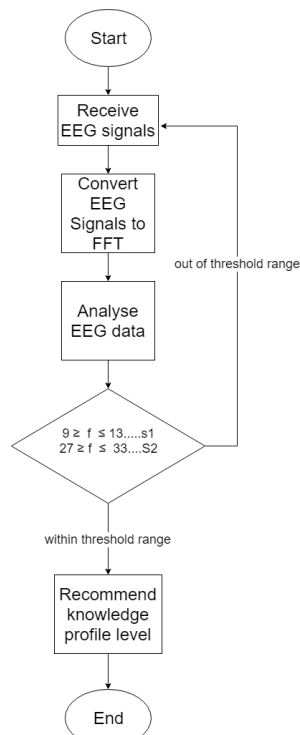 Start
Receive
EEG signals
Convert
EEG
Signals to
FFT
out of threshold range
Analyse
EEG data
9 ≥ f ≤ 13.....s1
27 ≥ f ≤ 33....S2
within threshold range
Recommend
knowledge
profile level
End